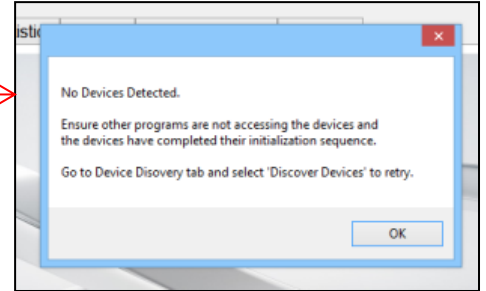 istic
No Devices Detected.
Ensure other programs are not accessing the devices and
the devices have completed their initialization sequence.
Go to Device Disovery tab and select 'Discover Devices' to retry.
OK